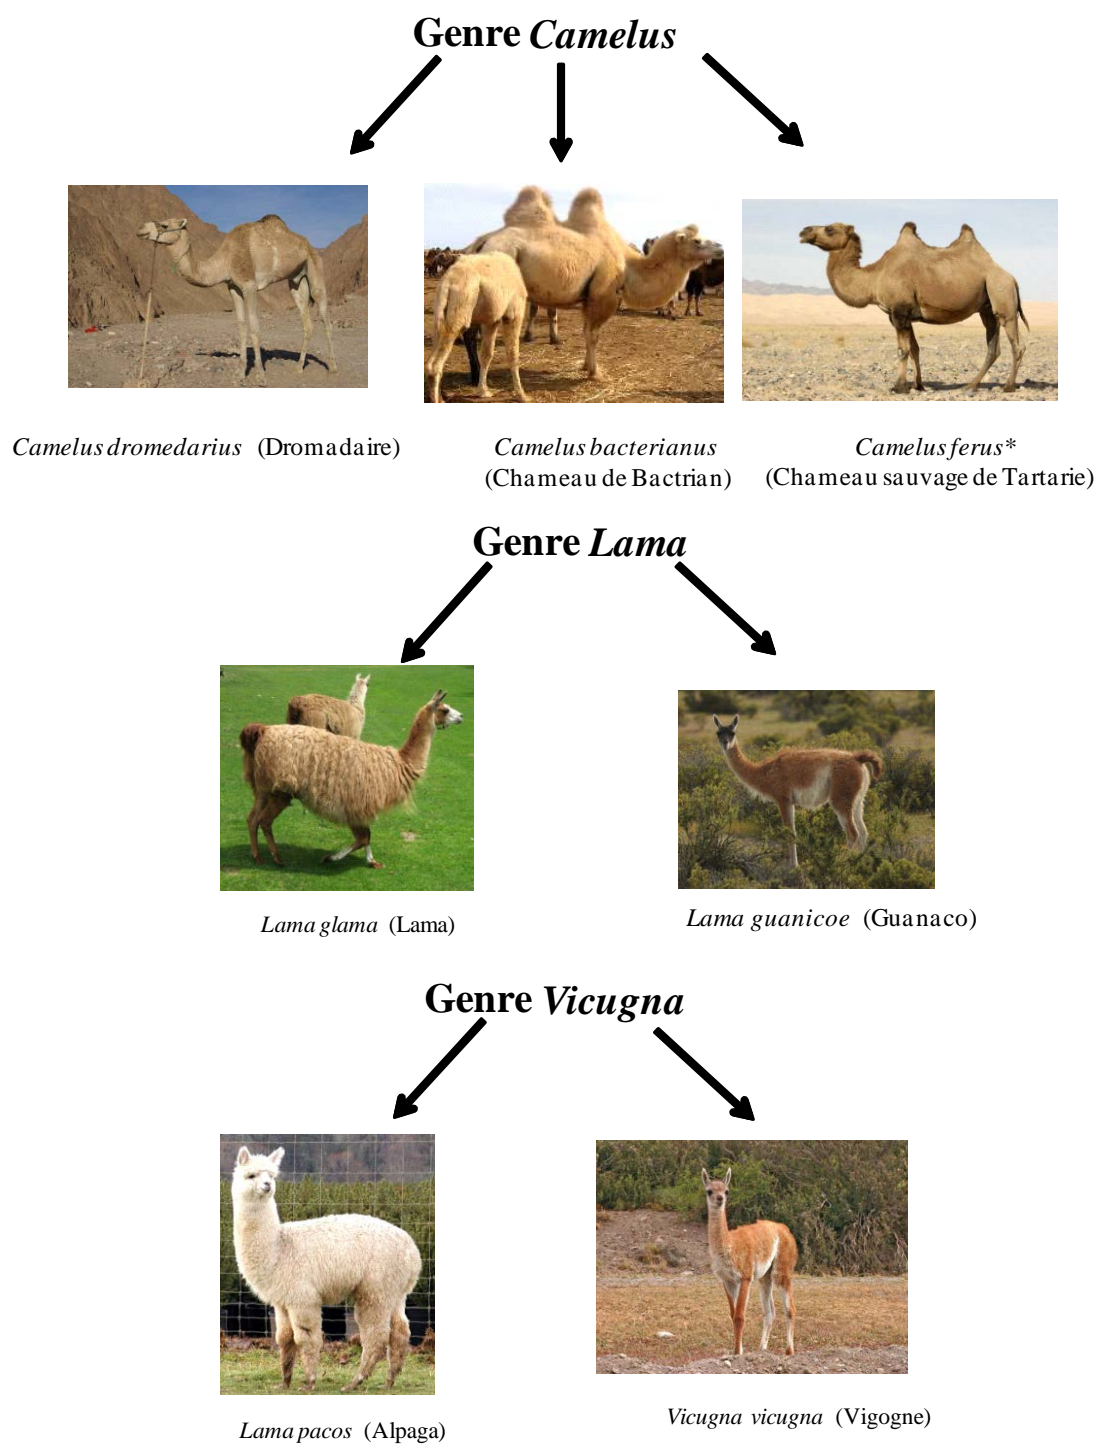 Genre Camelus
Camelus dromedarius (Dromadaire)
Camelus bacterianus
(Chameau de Bactrian)
Camelus ferus*
(Chameau sauvage de Tartarie)
Genre Lama
Lama glama (Lama)
Lama guanicoe (Guanaco)
Genre Vicugna
Lama pacos (Alpaga)
Vicugna vicugna (Vigogne)